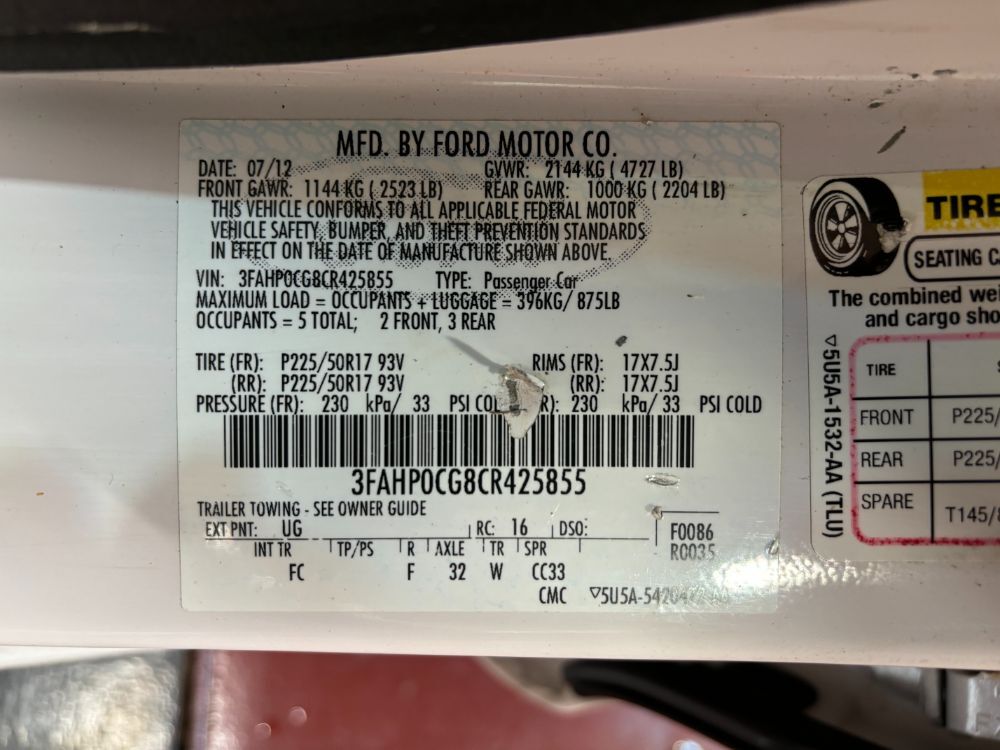 MFD. BY FORD MOTOR CO.
DATE: 07/12 GVWR: 2144 KG ( 4727 LB)
FRONT GAWR: 1144 KG ( 2523 LB) REAR GAWR: 1000 KG ( 2204 LB)
THIS VEHICLE CONFORMS TO ALL APPLICABLE FEDERAL MOTOR
VEHICLE SAFETY, BUMPER, AND THEFT PREVENTION STANDARDS
IN EFFECT ON THE DATE OF MANUFACTURE SHOWN ABOVE.
VIN: 3FAHP0CG8CR425855 TYPE: Passenger Car
MAXIMUM LOAD = OCCUPANTS + LUGGAGE = 396KG/ 875LB
OCCUPANTS = 5 TOTAL; 2 FRONT, 3 REAR
TIRE (FR): P225/50R17 93V RIMS (FR): 17X7.5J
(RR): P225/50R17 93V (RR): 17X7.5J
PRESSURE (FR): 230 kPa/ 33 PSI COL R): 230 kPa/ 33 PSI COLD
3FAHP0CG8CR425855
TRAILER TOWING - SEE OWNER GUIDE
EXT PNT: UG RC: 16 DSO: F0086
R0035
INT TR TP/PS R AXLE TR SPR
FC F 32 W CC33
CMC ▽5U5A-
TIRE
SEATING CA
The combined wei
and cargo sho
▽5U5A-1532-AA (TLU)
TIRE
FRONT P225/
REAR P225/
SPARE T145/